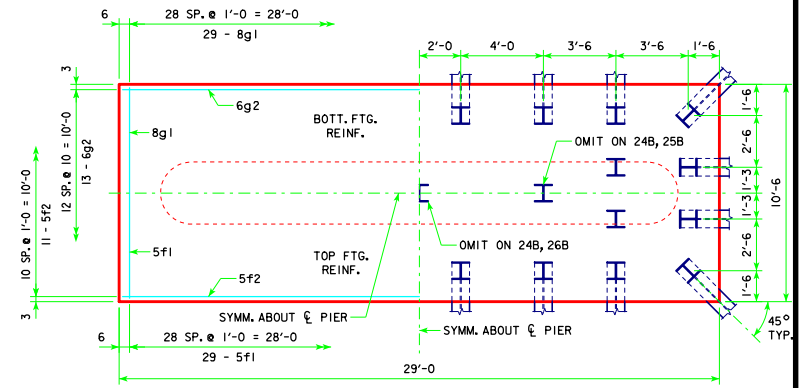 6
28 SP. @ 1'-0 = 28'-0
29 - 8g1
2'-0
4'-0
3'-6
3'-6
1'-6
3
6g2
BOTT. FTG.
REINF.
8g1
12 SP. @ 10 = 10'-0
13 - 6g2
10 SP. @ 1'-0 = 10'-0
11 - 5f2
3
OMIT ON 24B, 25B
1'-6
2'-6
1'-3
1'-3
2'-6
1'-6
10'-6
OMIT ON 24B, 26B
5f1
TOP FTG.
REINF.
5f2
SYMM. ABOUT ℄ PIER
SYMM. ABOUT ℄ PIER
45°
TYP.
6
28 SP. @ 1'-0 = 28'-0
29 - 5f1
29'-0